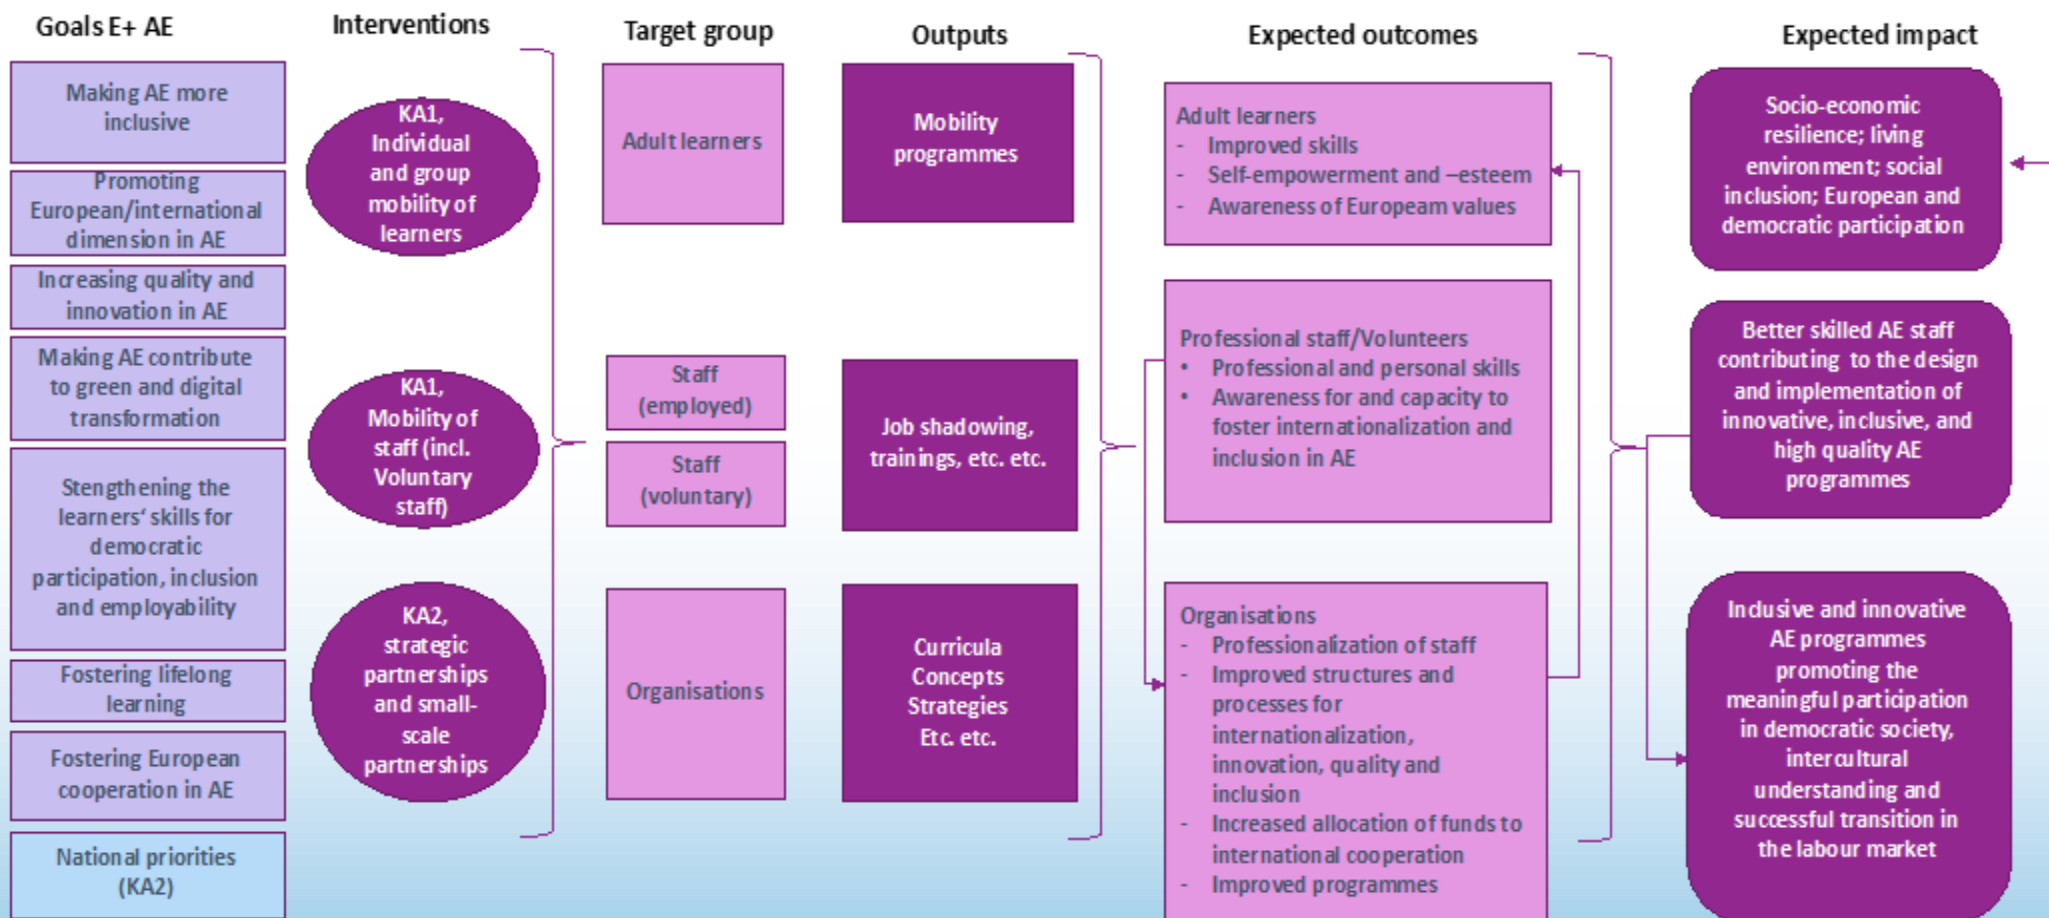 Goals E+ AE
Making AE more
inclusive
Promoting
European/international
dimension in AE
Increasing quality and
innovation in AE
Making AE contribute
to green and digital
transformation
Stengthening the
learners‘ skills for
democratic
participation, inclusion
and employability
Fostering lifelong
learning
Fostering European
cooperation in AE
National priorities
(KA2)
Interventions
KA1,
Individual
and group
mobility of
learners
KA1,
Mobility of
staff (incl.
Voluntary
staff)
KA2,
strategic
partnerships
and small-
scale
partnerships
Target group
Adult learners
Staff
(employed)
Staff
(voluntary)
Organisations
Outputs
Mobility
programmes
Job shadowing,
trainings, etc. etc.
Curricula
Concepts
Strategies
Etc. etc.
Expected outcomes
Adult learners
- Improved skills
- Self-empowerment and –esteem
- Awareness of Europeam values
Professional staff/Volunteers
• Professional and personal skills
• Awareness for and capacity to
foster internationalization and
inclusion in AE
Organisations
- Professionalization of staff
- Improved structures and
processes for
internationalization,
innovation, quality and
inclusion
- Increased allocation of funds to
international cooperation
- Improved programmes
Expected impact
Socio-economic
resilience; living
environment; social
inclusion; European and
democratic participation
Better skilled AE staff
contributing to the design
and implementation of
innovative, inclusive, and
high quality AE
programmes
Inclusive and innovative
AE programmes
promoting the
meaningful participation
in democratic society,
intercultural
understanding and
successful transition in
the labour market